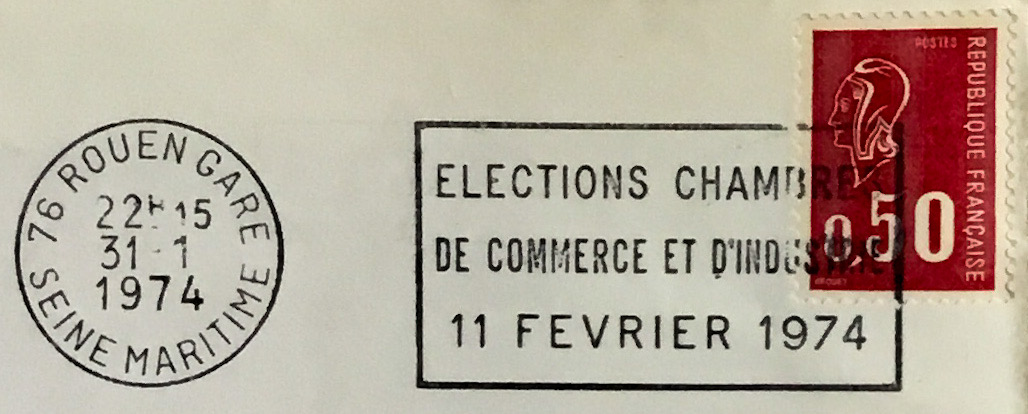 76 ROUEN GARE
22H15
31-1
1974
SEINE MARITIME
ELECTIONS CHAMBRES
DE COMMERCE ET D'INDUSTRIE
11 FEVRIER 1974
POSTES
REPUBLIQUE FRANÇAISE
0,50